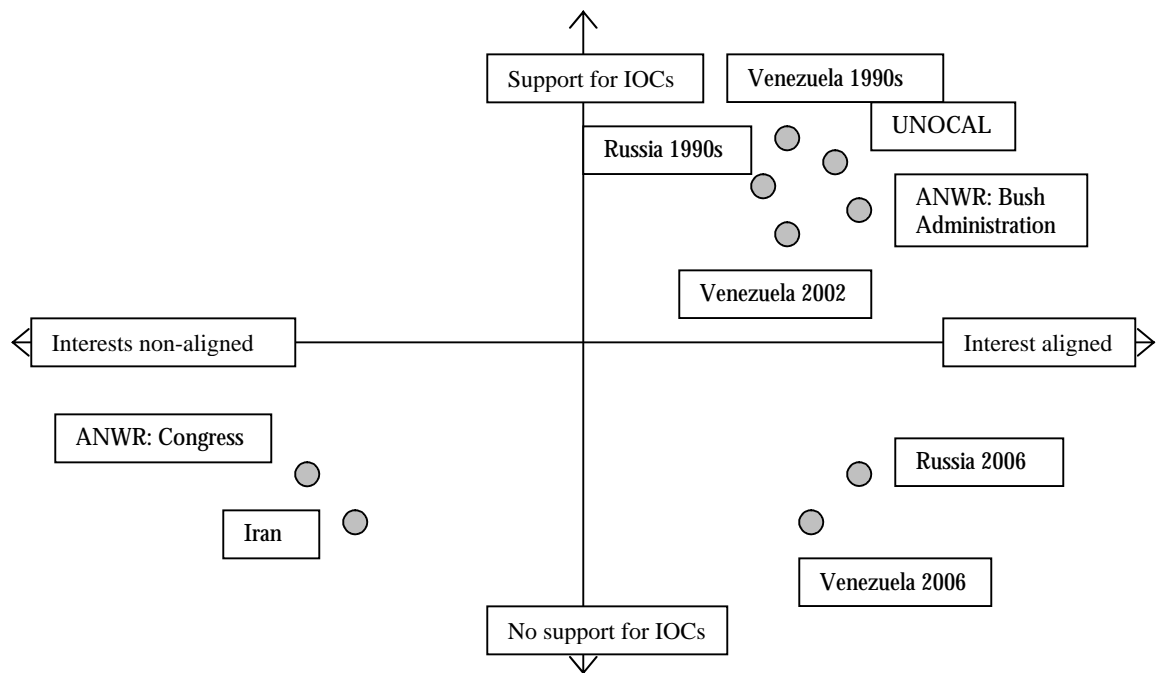 Support for IOCs
Venezuela 1990s
UNOCAL
Russia 1990s
ANWR: Bush
Administration
Venezuela 2002
Interests non-aligned
Interest aligned
ANWR: Congress
Russia 2006
Iran
Venezuela 2006
No support for IOCs